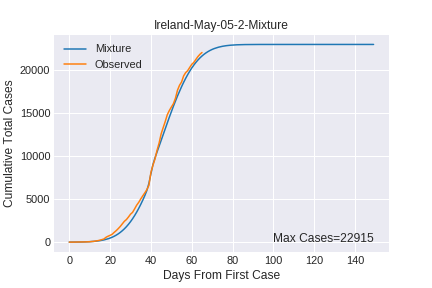 Ireland-May-05-2-Mixture
Mixture
Observed
Cumulative Total Cases
20000
15000
10000
5000
0
Max Cases=22915
0 20 40 60 80 100 120 140
Days From First Case